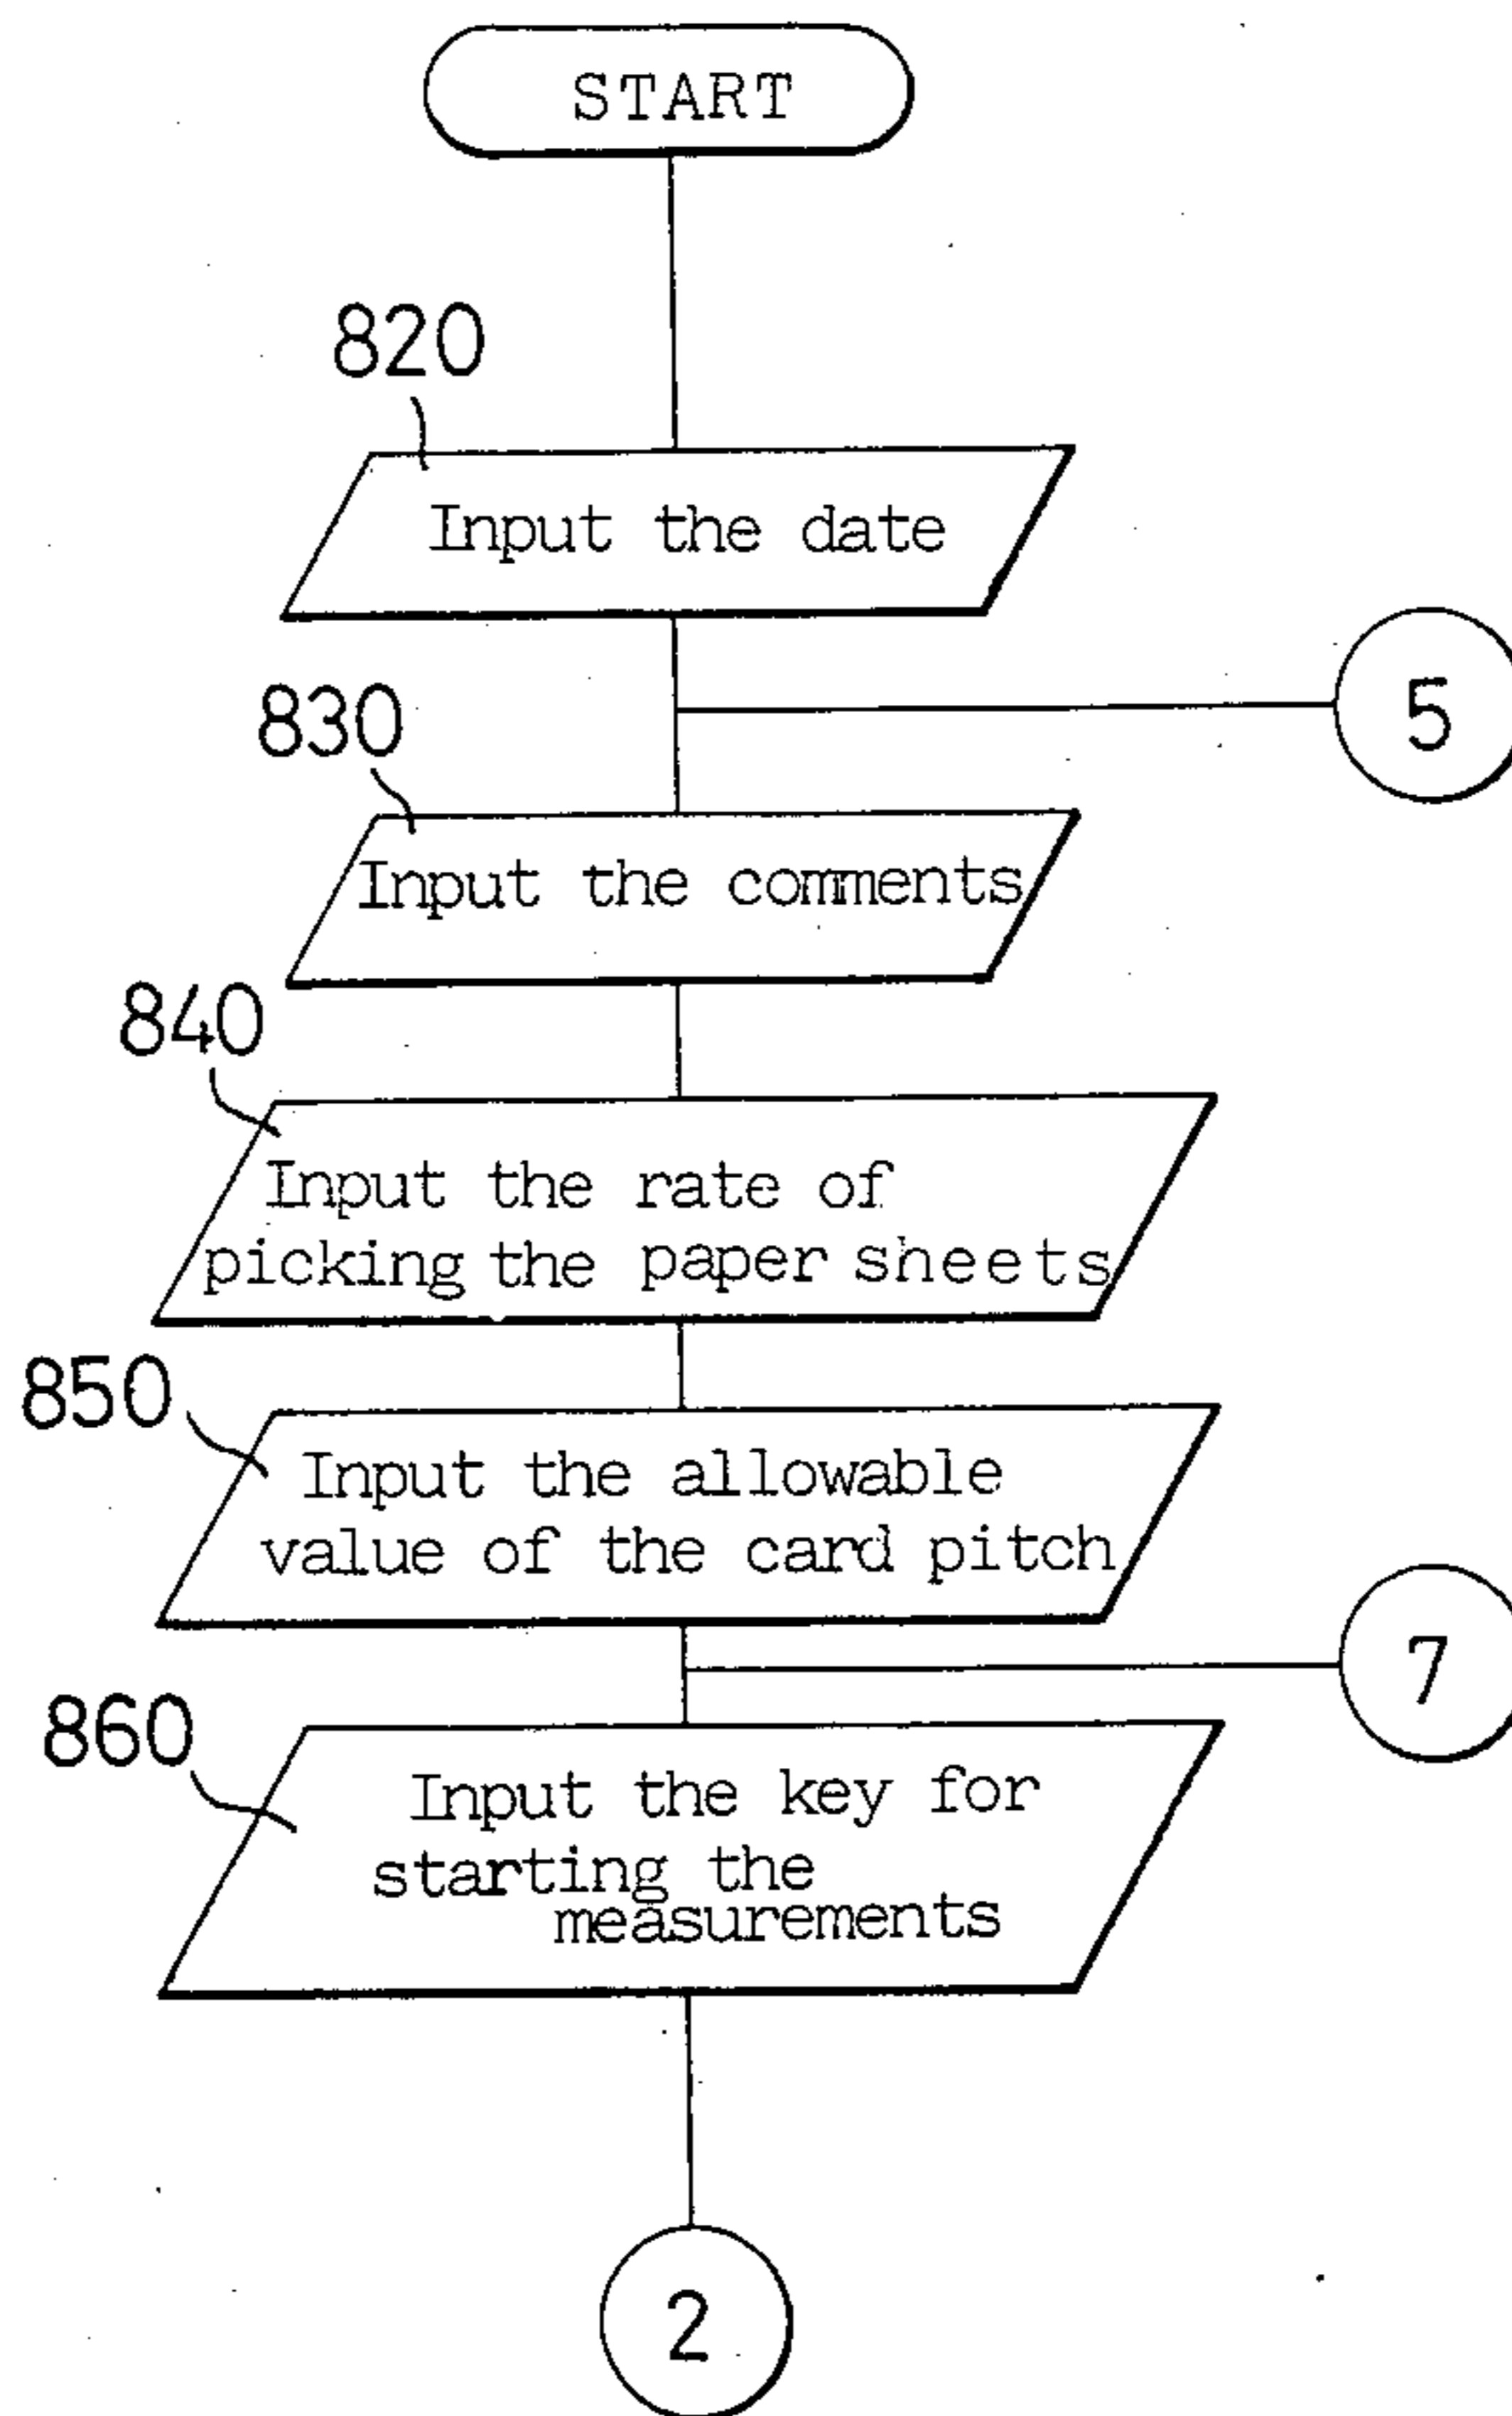 START
820
Input the date
5
830
Input the comments
840
Input the rate of
picking the paper sheets
850
Input the allowable
value of the card pitch
7
860
Input the key for
starting the
measurements
2